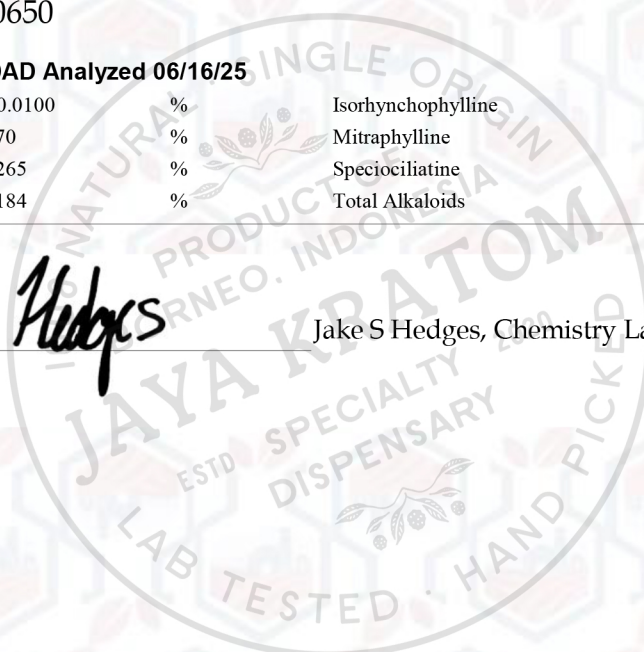 0650
DAD Analyzed 06/16/25
0.0100 % Isorhynchophylline
70 % Mitraphylline
265 % Speciociliatine
184 % Total Alkaloids
Hedges
Jake S Hedges, Chemistry La
NATURAL · SINGLE ORIGIN
PRODUCT OF
BORNEO. INDONESIA
JAYA KRATOM
SPECIALTY
ESTD DISPENSARY
LAB TESTED · HAND PICKED